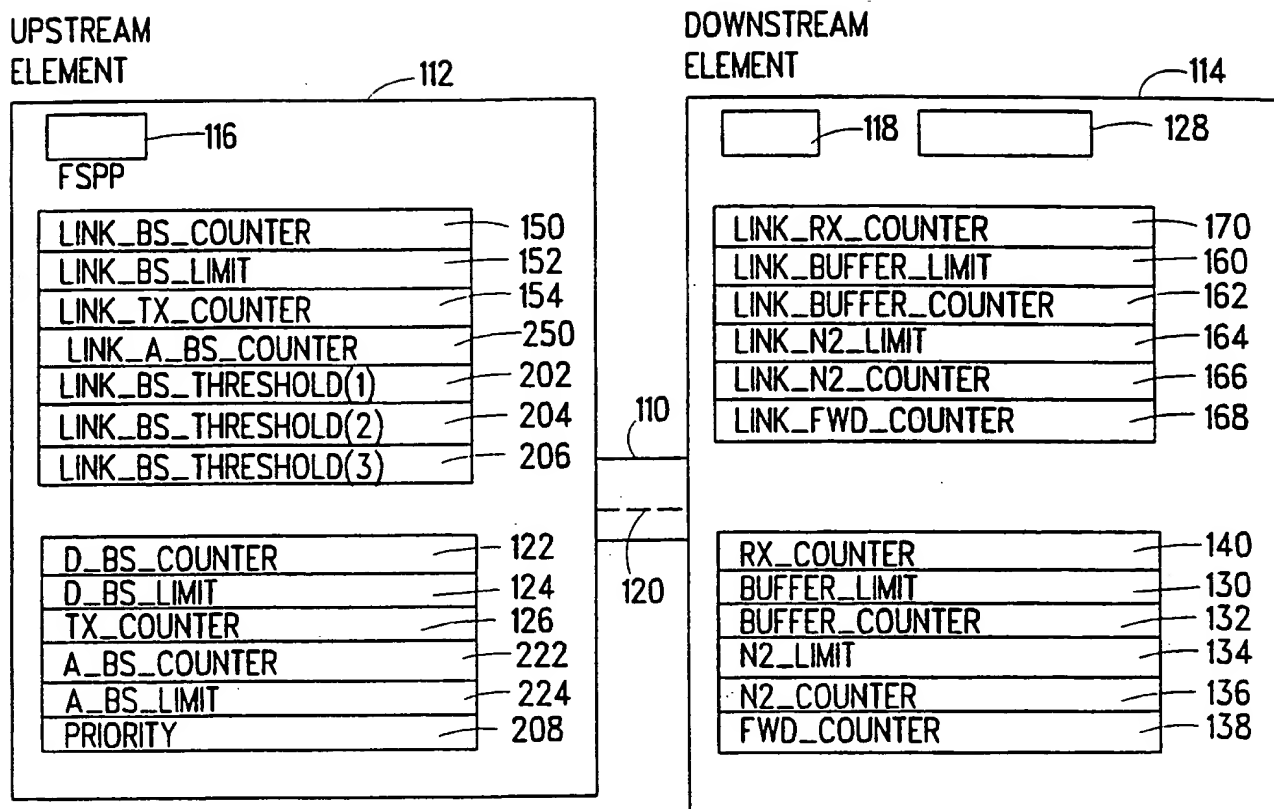 UPSTREAM
ELEMENT
112
116
FSPP
LINK_BS_COUNTER 150
LINK_BS_LIMIT 152
LINK_TX_COUNTER 154
LINK_A_BS_COUNTER 250
LINK_BS_THRESHOLD(1) 202
LINK_BS_THRESHOLD(2) 204
LINK_BS_THRESHOLD(3) 206
D_BS_COUNTER 122
D_BS_LIMIT 124
TX_COUNTER 126
A_BS_COUNTER 222
A_BS_LIMIT 224
PRIORITY 208
110
120
DOWNSTREAM
ELEMENT
114
118 128
LINK_RX_COUNTER 170
LINK_BUFFER_LIMIT 160
LINK_BUFFER_COUNTER 162
LINK_N2_LIMIT 164
LINK_N2_COUNTER 166
LINK_FWD_COUNTER 168
RX_COUNTER 140
BUFFER_LIMIT 130
BUFFER_COUNTER 132
N2_LIMIT 134
N2_COUNTER 136
FWD_COUNTER 138